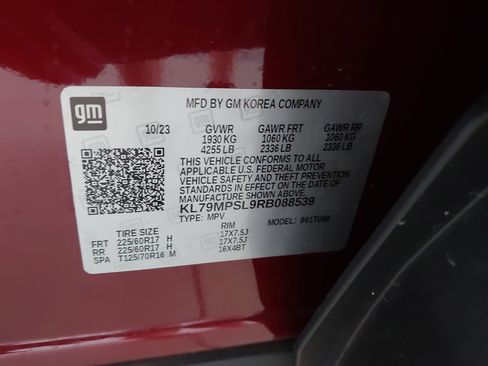 gm
MFD BY GM KOREA COMPANY
10/23 GVWR GAWR FRT GAWR RR
1930 KG 1060 KG 1060 KG
4255 LB 2336 LB 2336 LB
THIS VEHICLE CONFORMS TO ALL
APPLICABLE U.S. FEDERAL MOTOR
VEHICLE SAFETY AND THEFT PREVENTION
STANDARDS IN EFFECT ON THE DATE OF
MANUFACTURE SHOWN ABOVE.
KL79MPSL9RB088539
TYPE: MPV MODEL:
TIRE SIZE RIM
FRT 225/60R17 H 17X7.5J
RR 225/60R17 H 17X7.5J
SPA T125/70R16 M 16X4BT